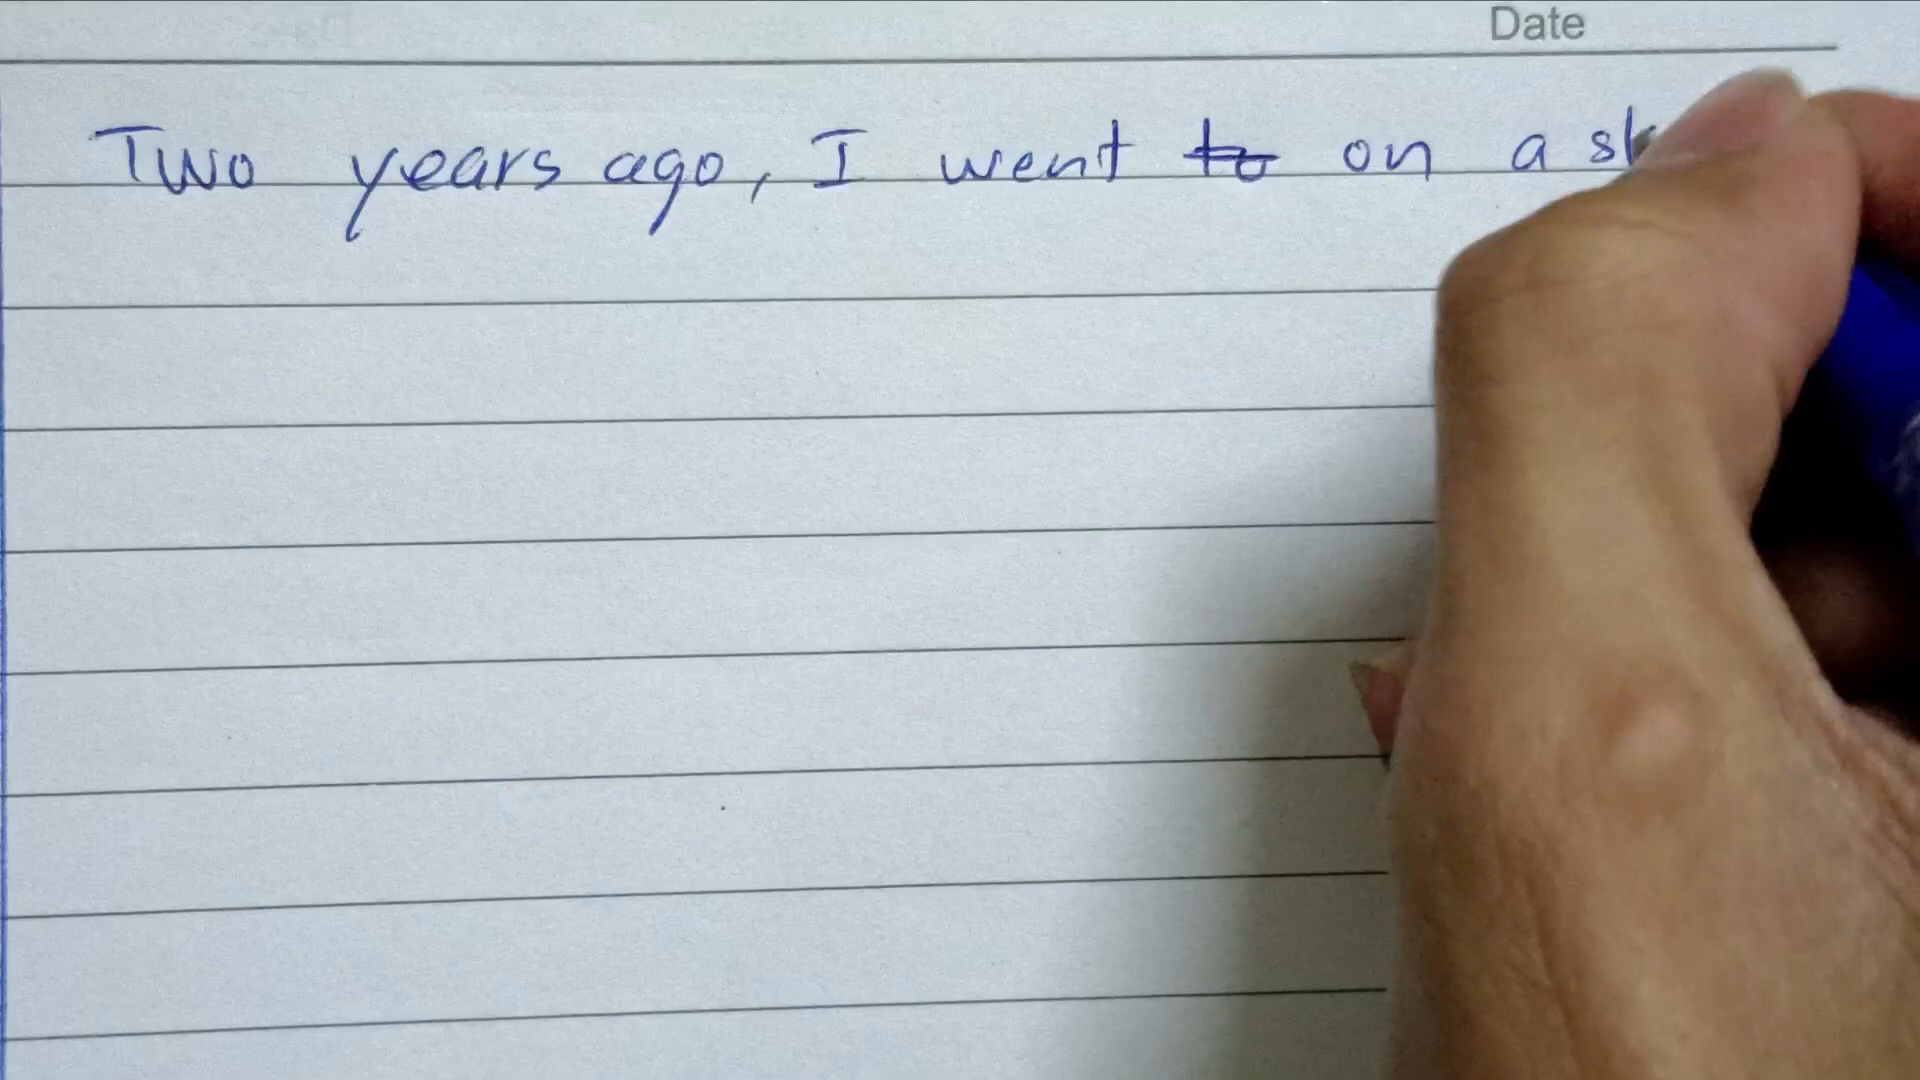 Date
Two years ago, I went to on a